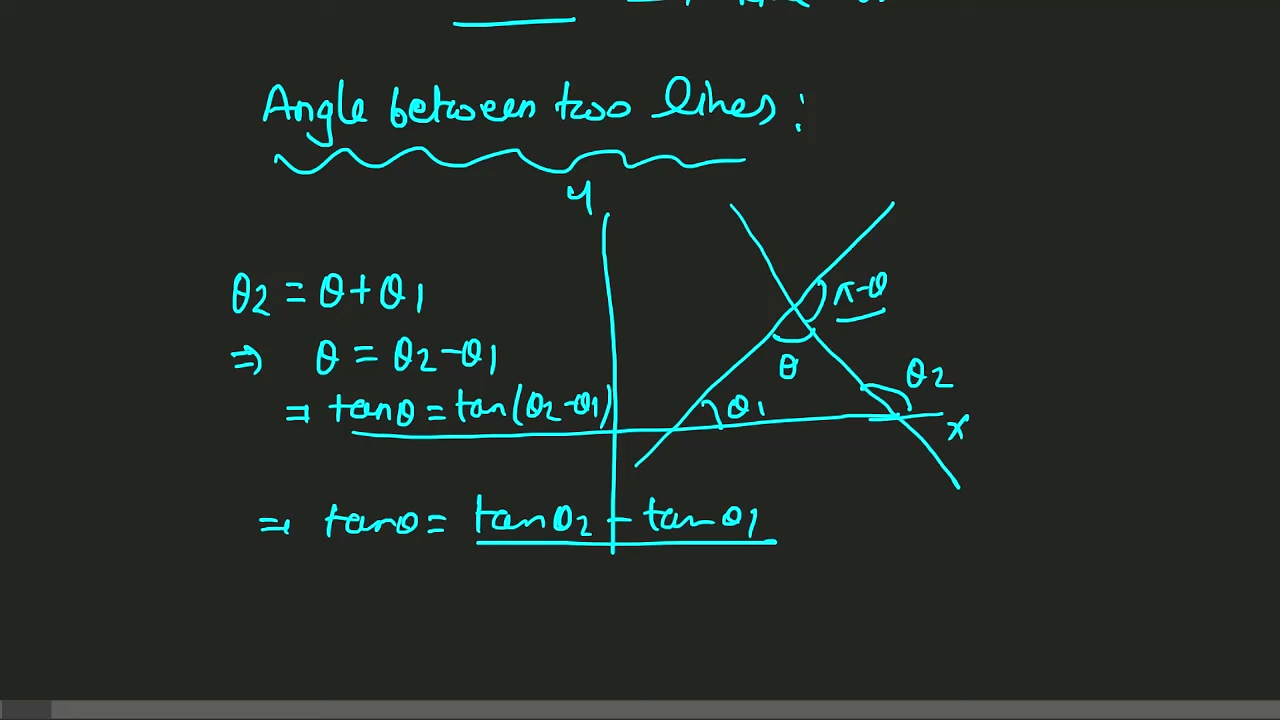 Angle between two lines:
y
θ2 = θ + θ1
⇒ θ = θ2 - θ1
⇒ tanθ = tan(θ2 - θ1)
π-θ
θ
θ1
θ2
x
⇒ tanθ = tanθ2 - tanθ1